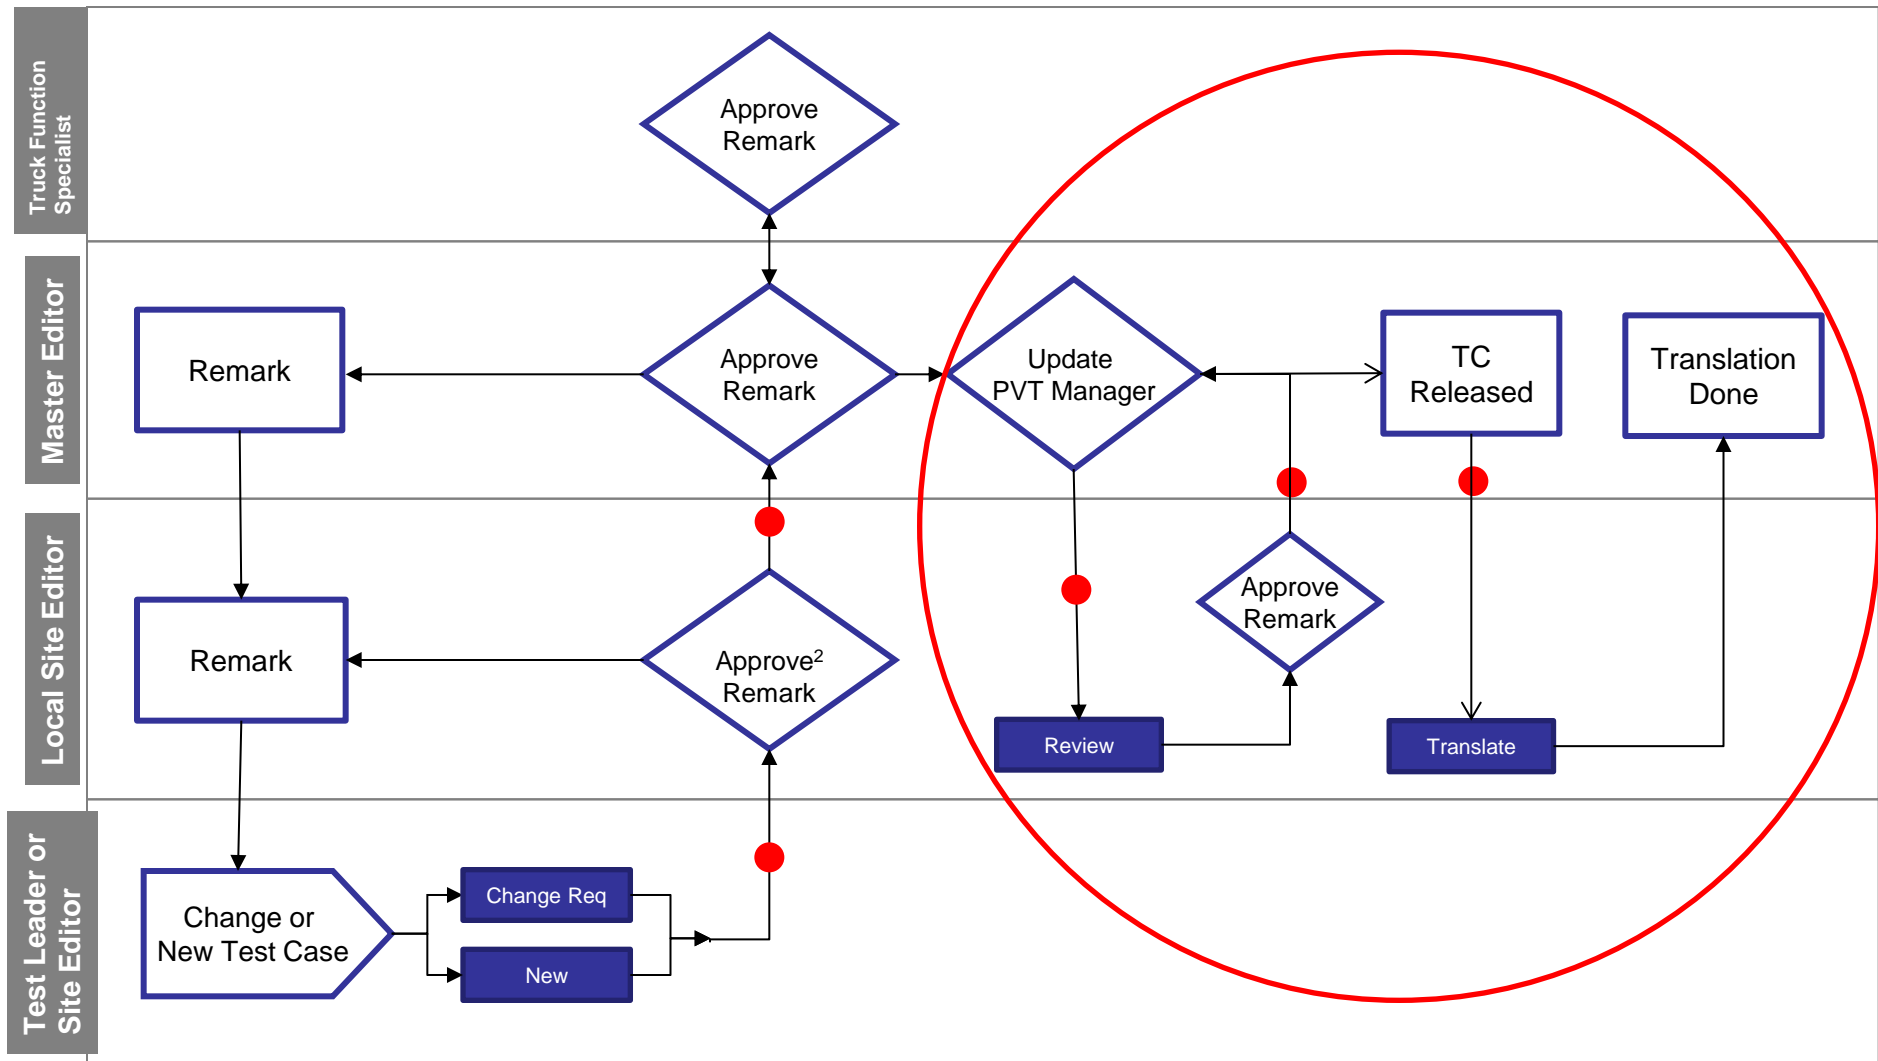 Truck Function
Specialist
Approve
Remark
Master Editor
Remark
Approve
Remark
Update
PVT Manager
TC
Released
Translation
Done
Local Site Editor
Remark
Approve²
Remark
Approve
Remark
Review
Translate
Test Leader or
Site Editor
Change or
New Test Case
Change Req
New